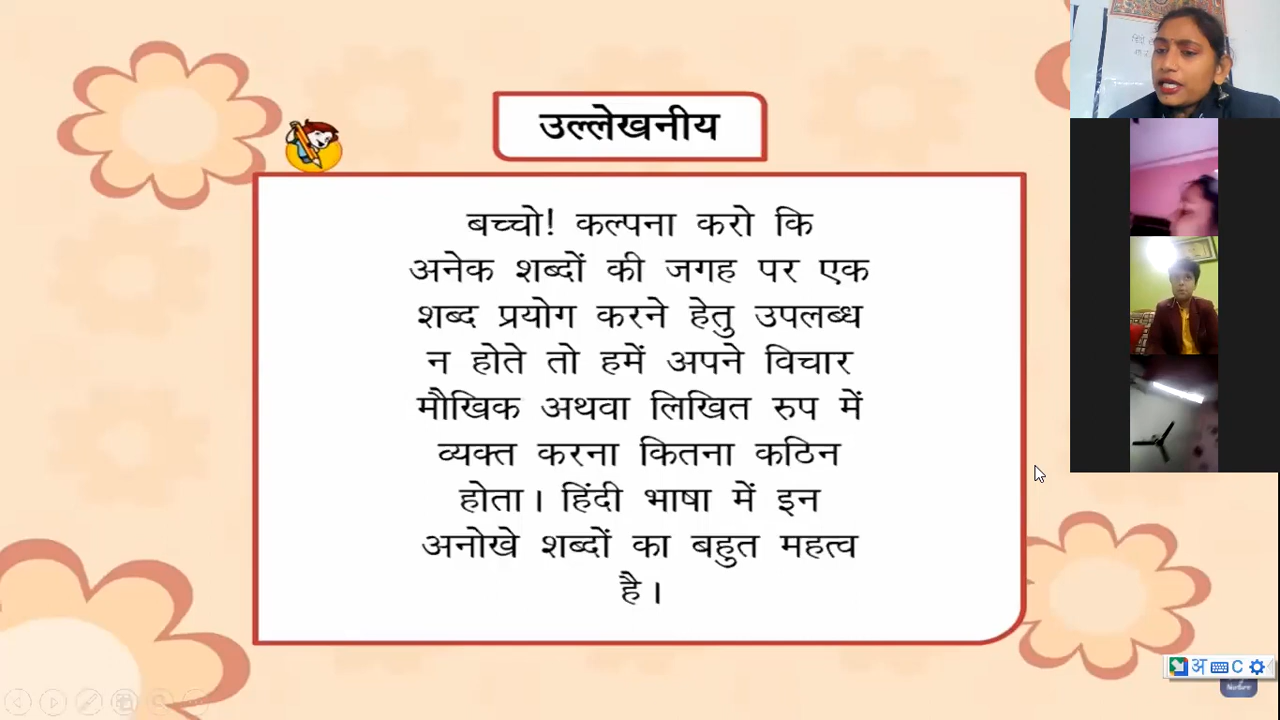 उल्लेखनीय
बच्चो! कल्पना करो कि
अनेक शब्दों की जगह पर एक
शब्द प्रयोग करने हेतु उपलब्ध
न होते तो हमें अपने विचार
मौखिक अथवा लिखित रुप में
व्यक्त करना कितना कठिन
होता। हिंदी भाषा में इन
अनोखे शब्दों का बहुत महत्व
है।
अ
C
Nurture